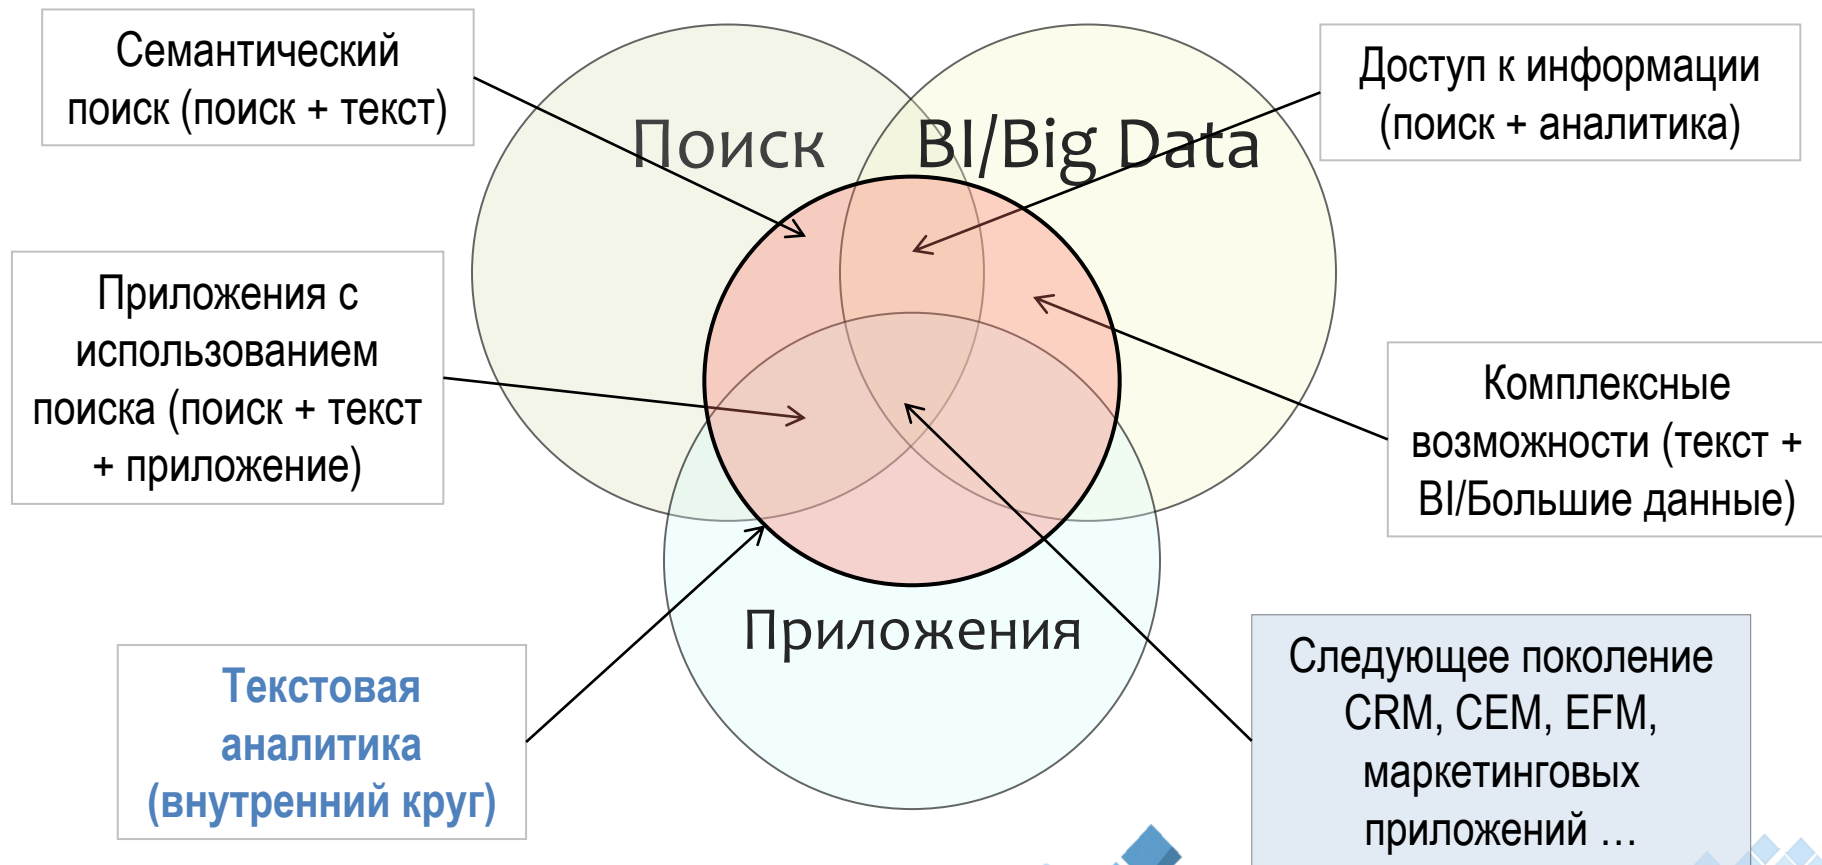 Семантический
поиск (поиск + текст)
Поиск
BI/Big Data
Доступ к информации
(поиск + аналитика)
Приложения с
использованием
поиска (поиск + текст
+ приложение)
Комплексные
возможности (текст +
BI/Большие данные)
Приложения
Текстовая
аналитика
(внутренний круг)
Следующее поколение
CRM, CEM, EFM,
маркетинговых
приложений …